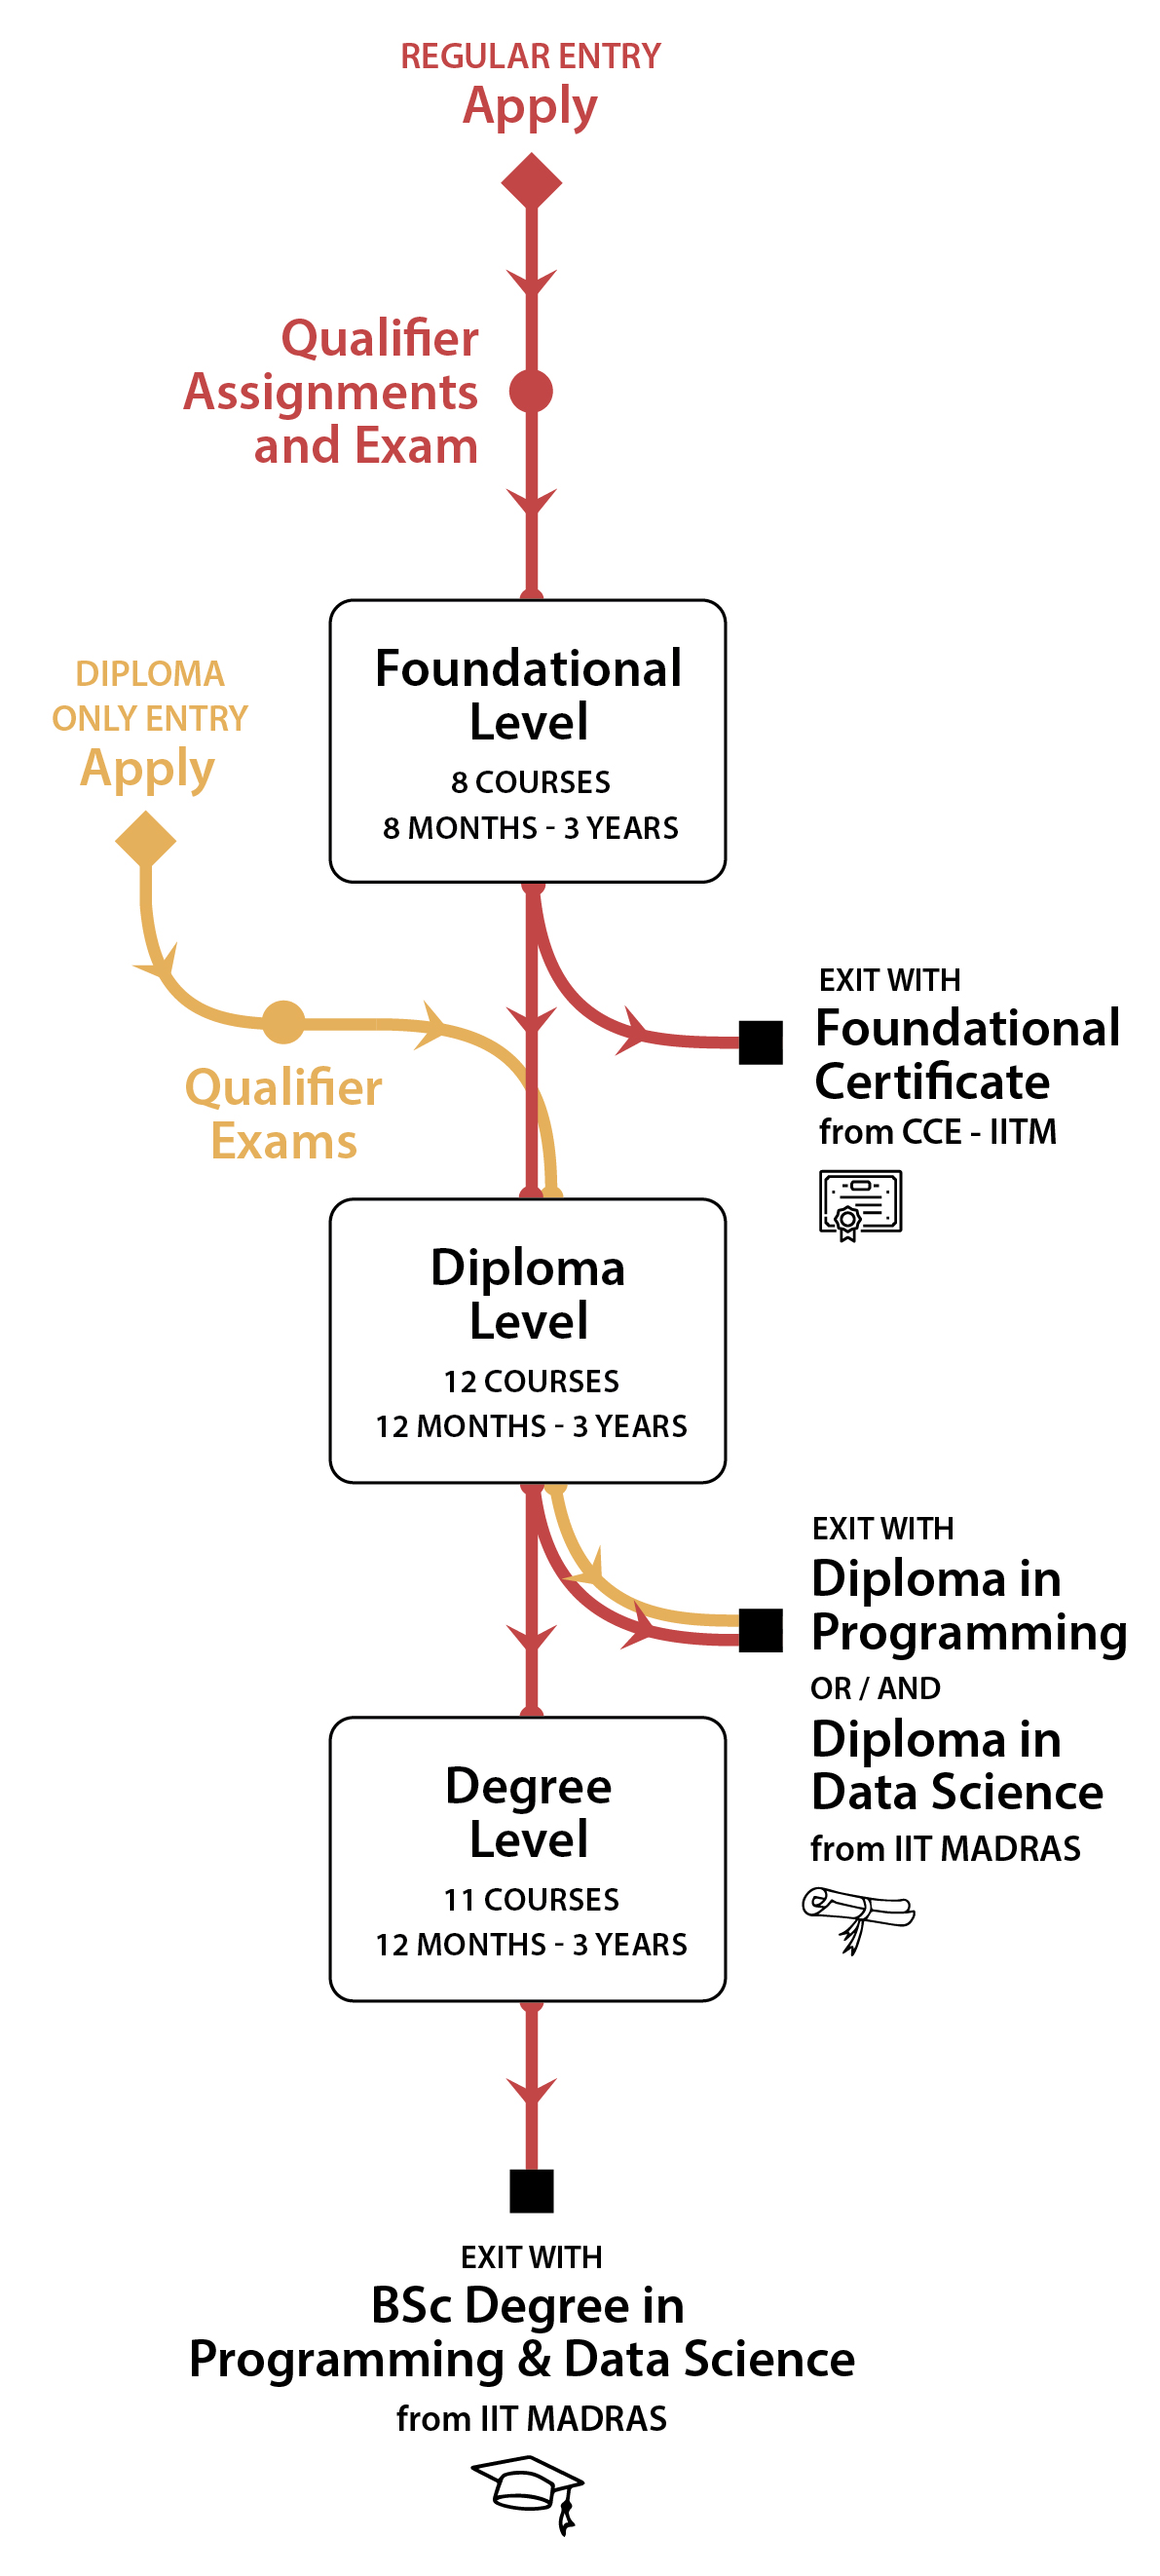 REGULAR ENTRY
Apply
Qualifier
Assignments
and Exam
Foundational
Level
8 COURSES
8 MONTHS - 3 YEARS
DIPLOMA
ONLY ENTRY
Apply
Qualifier
Exams
EXIT WITH
Foundational
Certificate
from CCE - IITM
Diploma
Level
12 COURSES
12 MONTHS - 3 YEARS
EXIT WITH
Diploma in
Programming
OR / AND
Diploma in
Data Science
from IIT MADRAS
Degree
Level
11 COURSES
12 MONTHS - 3 YEARS
EXIT WITH
BSc Degree in
Programming & Data Science
from IIT MADRAS